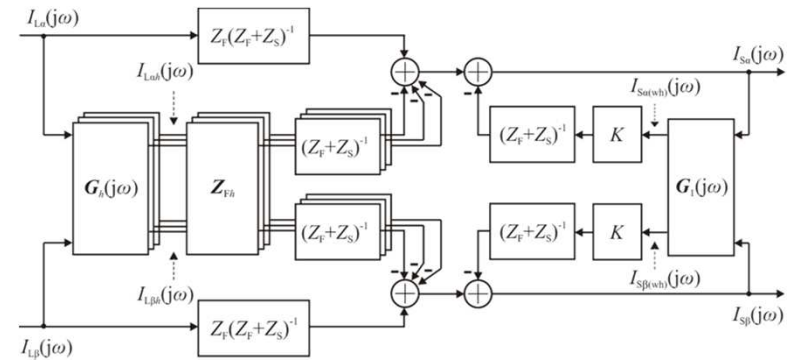 I_Lα(jω)
Z_F(Z_F+Z_S)^-1
I_Sα(jω)
I_Lαh(jω)
I_Sα(wh)(jω)
(Z_F+Z_S)^-1
(Z_F+Z_S)^-1
K
G_h(jω)
Z_Fh
G_1(jω)
(Z_F+Z_S)^-1
(Z_F+Z_S)^-1
K
I_Lβh(jω)
I_Sβ(wh)(jω)
I_Sβ(jω)
Z_F(Z_F+Z_S)^-1
I_Lβ(jω)